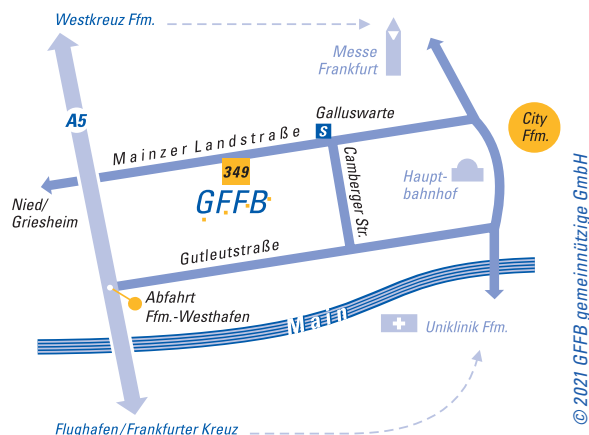 Westkreuz Ffm.
Messe
Frankfurt
A5
Galluswarte
City
Ffm.
S
Mainzer Landstraße
349
GFFB
Camberger Str.
Haupt-
bahnhof
Nied/
Griesheim
Gutleutstraße
Abfahrt
Ffm.-Westhafen
Main
Uniklinik Ffm.
Flughafen/Frankfurter Kreuz
© 2021 GFFB gemeinnützige GmbH